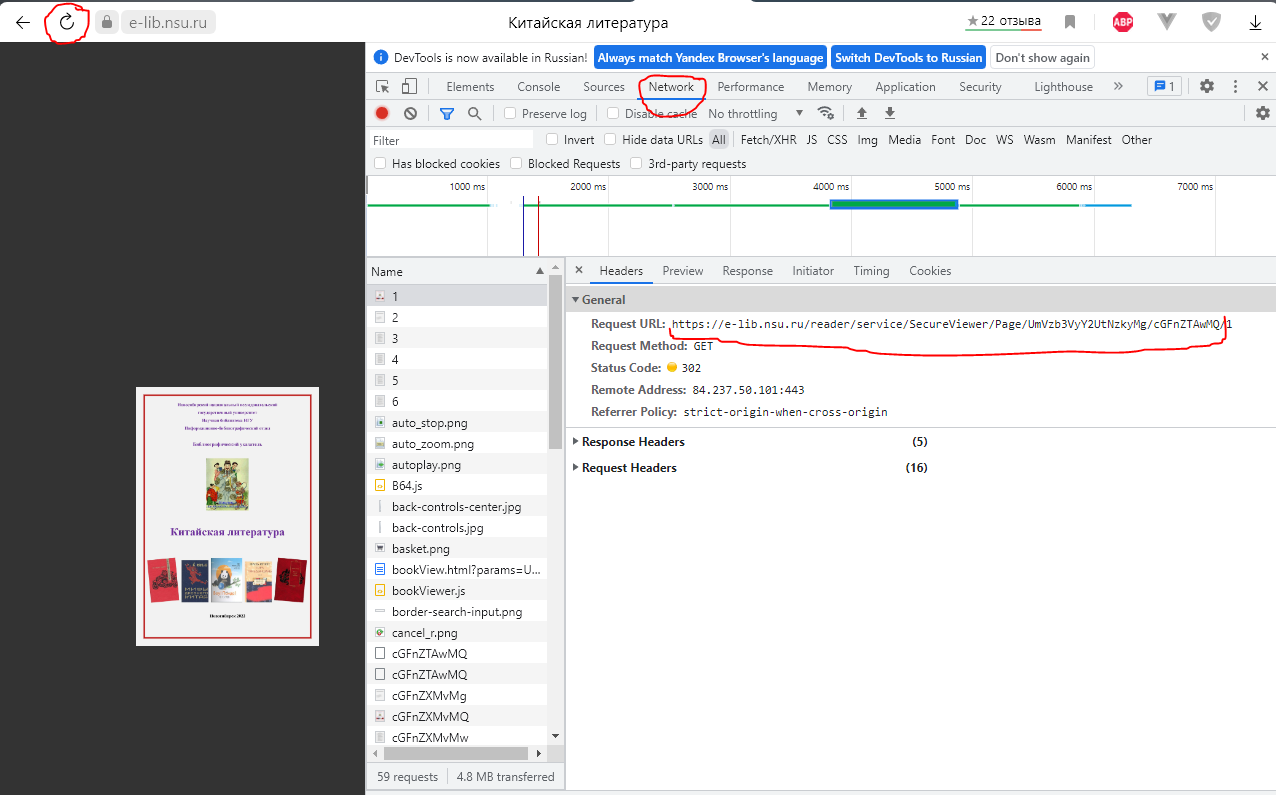 e-lib.nsu.ru
Китайская литература
22 отзыва
ABP
DevTools is now available in Russian!
Always match Yandex Browser's language
Switch DevTools to Russian
Don't show again
Elements
Console
Sources
Network
Performance
Memory
Application
Security
Lighthouse
1
Preserve log
Disable cache
No throttling
Filter
Invert
Hide data URLs
All
Fetch/XHR
JS
CSS
Img
Media
Font
Doc
WS
Wasm
Manifest
Other
Has blocked cookies
Blocked Requests
3rd-party requests
1000 ms
2000 ms
3000 ms
4000 ms
5000 ms
6000 ms
7000 ms
Name
1
2
3
4
5
6
auto_stop.png
auto_zoom.png
autoplay.png
B64.js
back-controls-center.jpg
back-controls.jpg
basket.png
bookView.html?params=U...
bookViewer.js
border-search-input.png
cancel_r.png
cGFnZTAwMQ
cGFnZTAwMQ
cGFnZXMvMg
cGFnZXMvMQ
cGFnZXMvMw
59 requests
4.8 MB transferred
Headers
Preview
Response
Initiator
Timing
Cookies
General
Request URL: https://e-lib.nsu.ru/reader/service/SecureViewer/Page/UmVzb3VyY2UtNzkyMg/cGFnZTAwMQ/1
Request Method: GET
Status Code: 302
Remote Address: 84.237.50.101:443
Referrer Policy: strict-origin-when-cross-origin
Response Headers (5)
Request Headers (16)
Библиографический указатель
Китайская литература